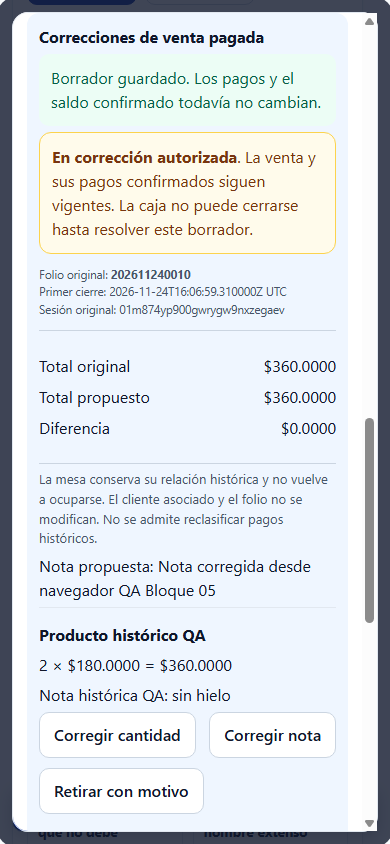 Correcciones de venta pagada
Borrador guardado. Los pagos y el
saldo confirmado todavía no cambian.
En corrección autorizada. La venta y
sus pagos confirmados siguen
vigentes. La caja no puede cerrarse
hasta resolver este borrador.
Folio original: 202611240010
Primer cierre: 2026-11-24T16:06:59.310000Z UTC
Sesión original: 01m874yp900gwrygw9nxzegaev
Total original $360.0000
Total propuesto $360.0000
Diferencia $0.0000
La mesa conserva su relación histórica y no vuelve
a ocuparse. El cliente asociado y el folio no se
modifican. No se admite reclasificar pagos
históricos.
Nota propuesta: Nota corregida desde
navegador QA Bloque 05
Producto histórico QA
2 × $180.0000 = $360.0000
Nota histórica QA: sin hielo
Corregir cantidad Corregir nota
Retirar con motivo
que no debe nombre extenso